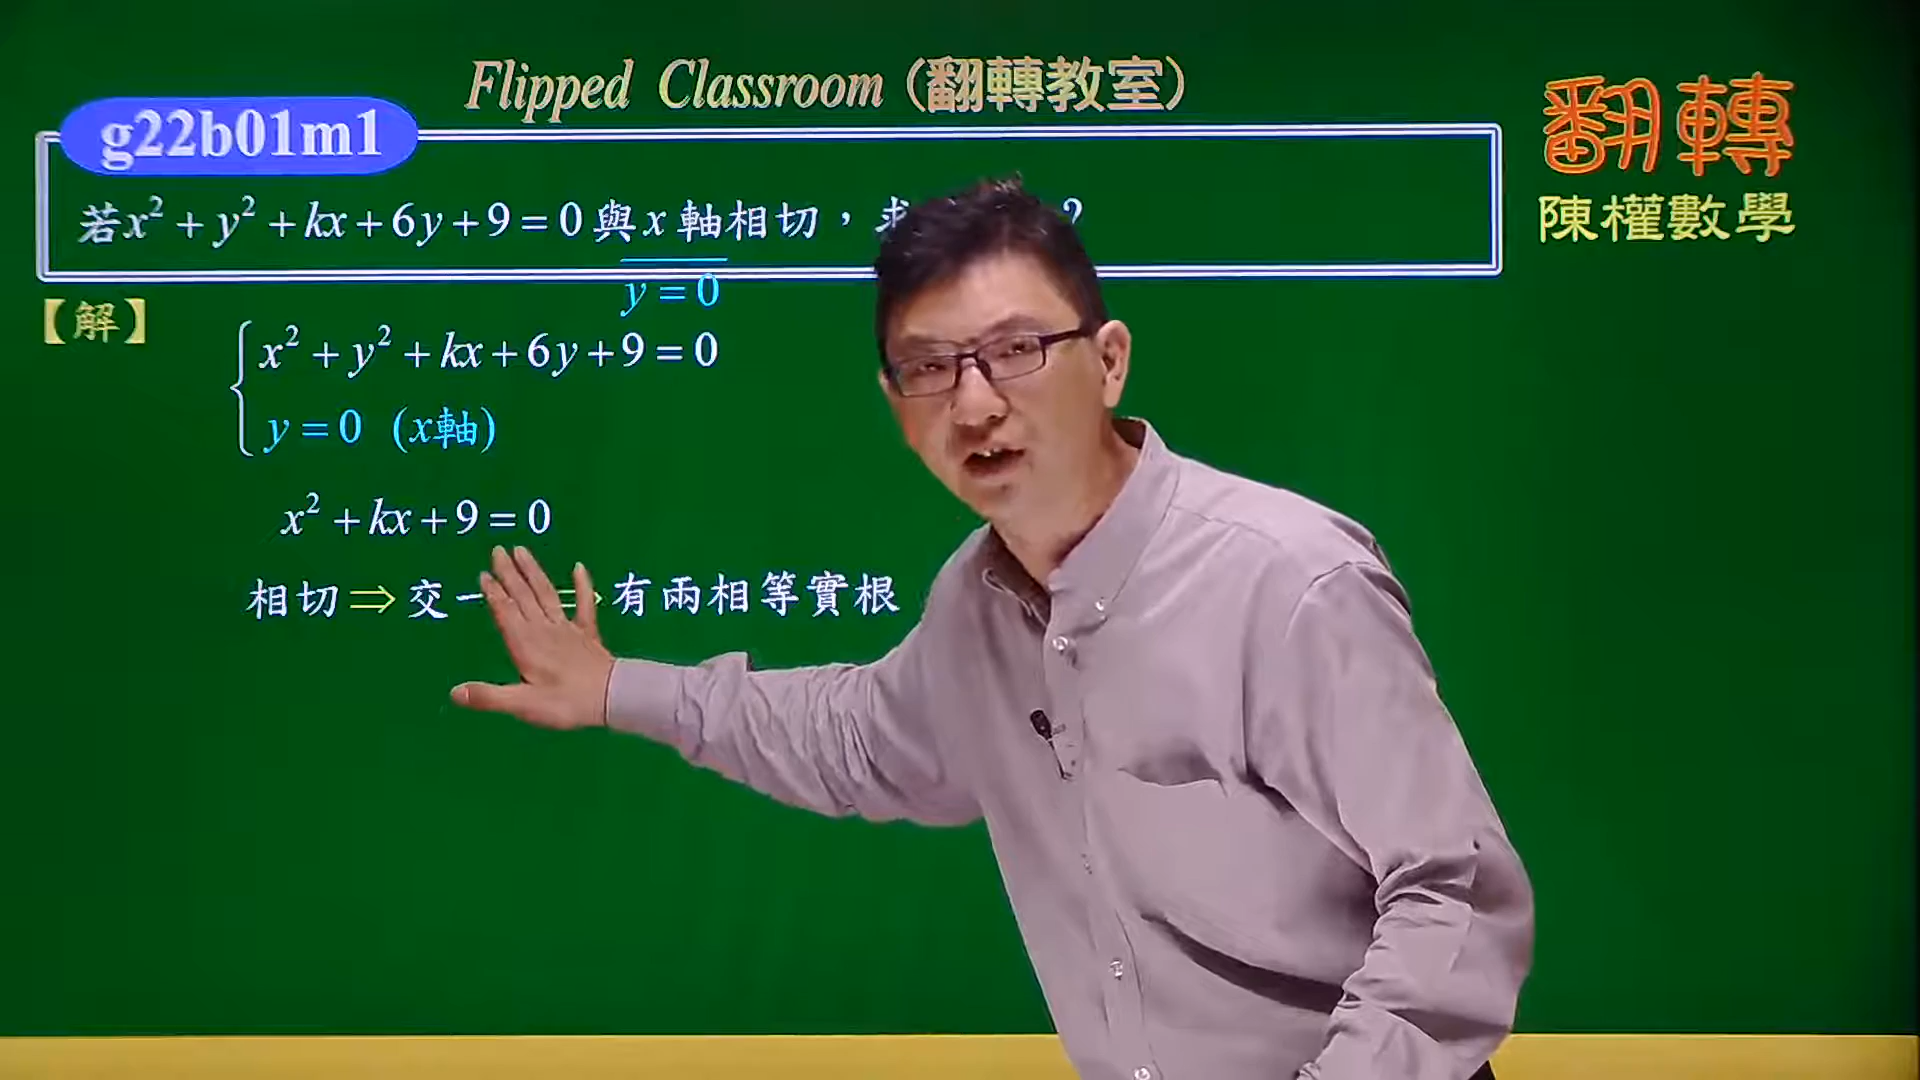 Flipped Classroom (翻轉教室)
翻轉
陳權數學
g22b01m1
若x² + y² + kx + 6y + 9 = 0與x軸相切，求 ?
y = 0
【解】
x² + y² + kx + 6y + 9 = 0
y = 0 (x軸)
x² + kx + 9 = 0
相切⇒交一 ⇒有兩相等實根